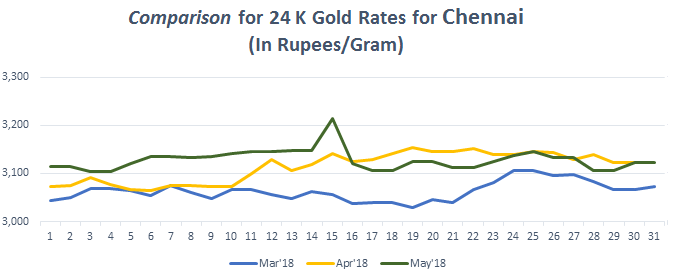 Comparison for 24 K Gold Rates for Chennai
(In Rupees/Gram)
3,300
3,200
3,100
3,000
1 2 3 4 5 6 7 8 9 10 11 12 13 14 15 16 17 18 19 20 21 22 23 24 25 26 27 28 29 30 31
Mar'18 Apr'18 May'18